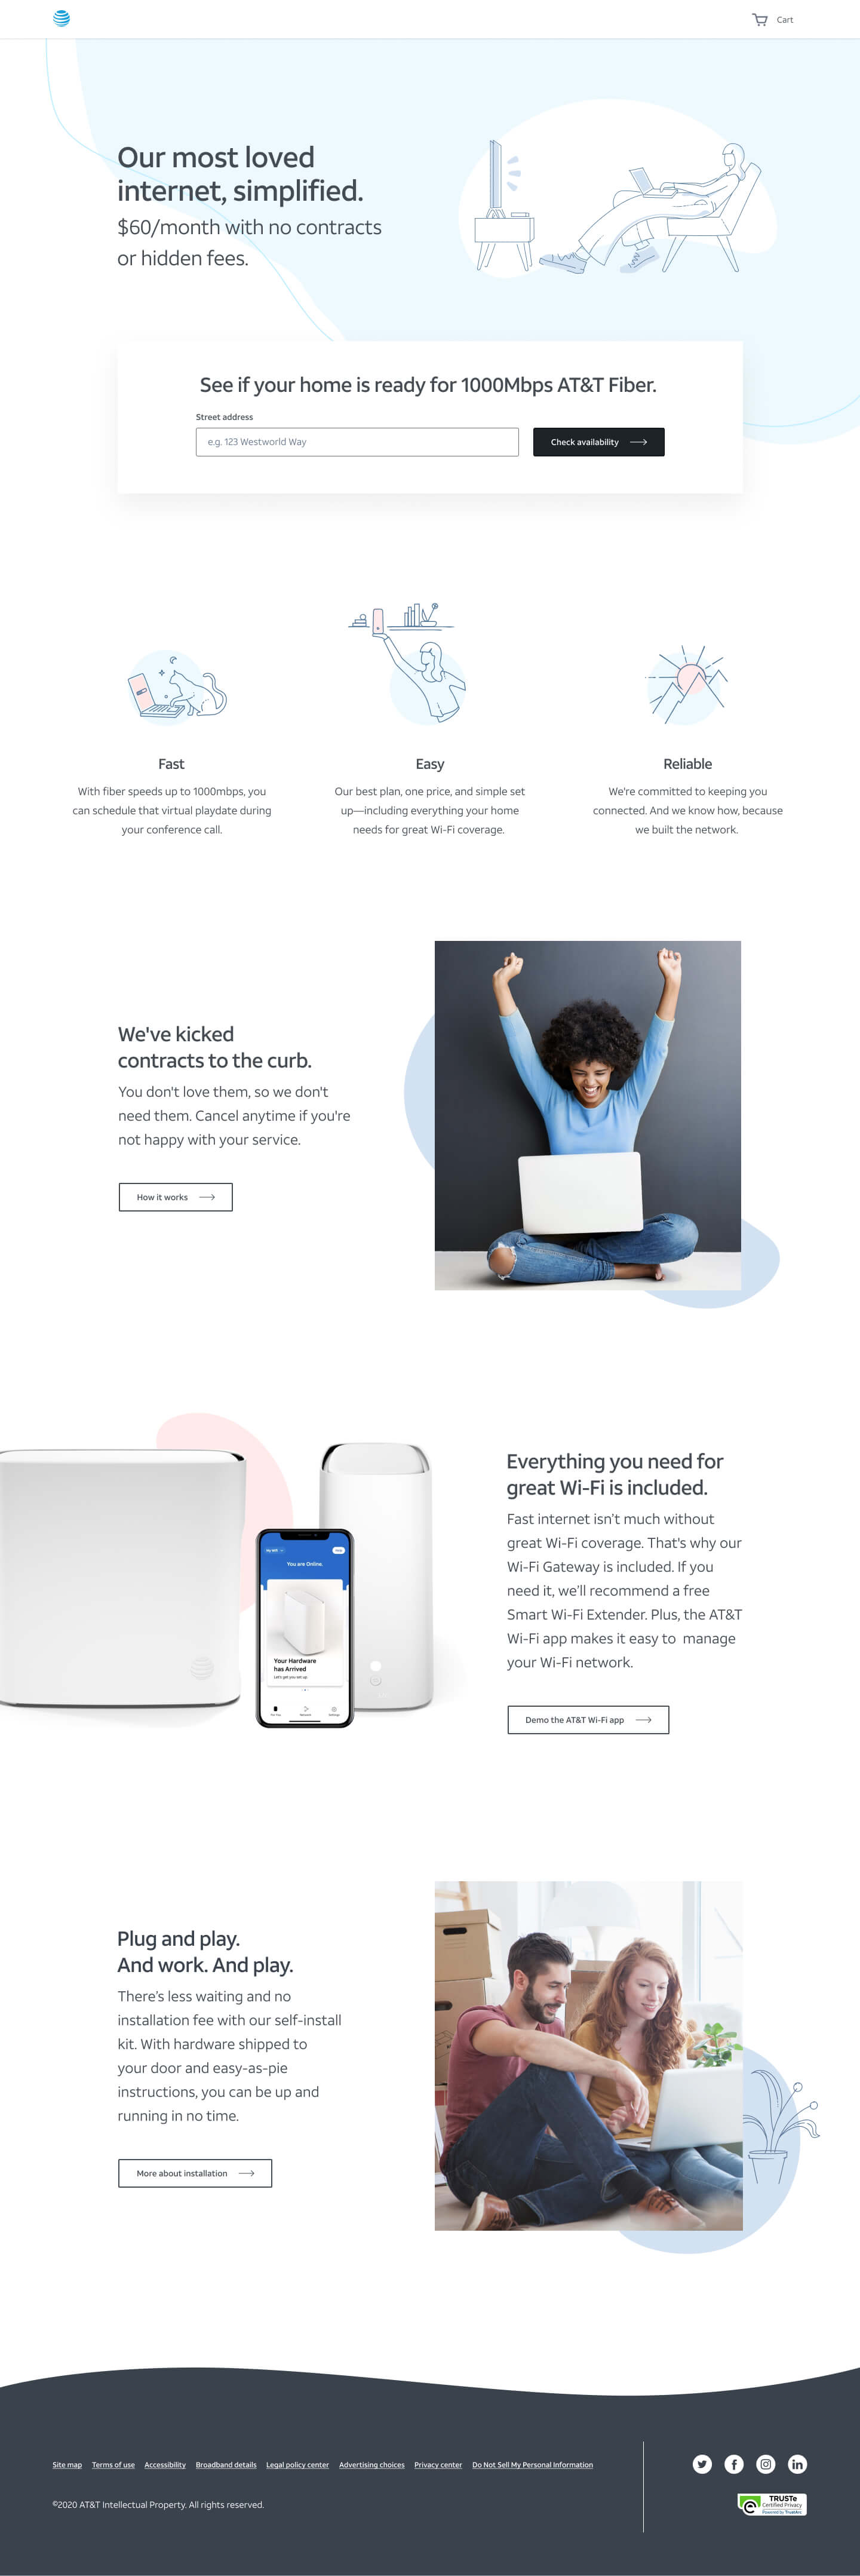 Cart
Our most loved
internet, simplified.
$60/month with no contracts
or hidden fees.
See if your home is ready for 1000Mbps AT&T Fiber.
Street address
e.g. 123 Westworld Way
Check availability
Fast
With fiber speeds up to 1000mbps, you
can schedule that virtual playdate during
your conference call.
Easy
Our best plan, one price, and simple set
up—including everything your home
needs for great Wi-Fi coverage.
Reliable
We're committed to keeping you
connected. And we know how, because
we built the network.
We've kicked
contracts to the curb.
You don't love them, so we don't
need them. Cancel anytime if you're
not happy with your service.
How it works
My Wifi
Help
You are Online.
Your Hardware
has Arrived
Let's get you set up
Everything you need for
great Wi-Fi is included.
Fast internet isn't much without
great Wi-Fi coverage. That's why our
Wi-Fi Gateway is included. If you
need it, we'll recommend a free
Smart Wi-Fi Extender. Plus, the AT&T
Wi-Fi app makes it easy to  manage
your Wi-Fi network.
Demo the AT&T Wi-Fi app
Plug and play.
And work. And play.
There's less waiting and no
installation fee with our self-install
kit. With hardware shipped to
your door and easy-as-pie
instructions, you can be up and
running in no time.
More about installation
Site map Terms of use Accessibility Broadband details Legal policy center Advertising choices Privacy center Do Not Sell My Personal Information
©2020 AT&T Intellectual Property. All rights reserved.
TRUSTe
Certified Privacy
Powered by TrustArc